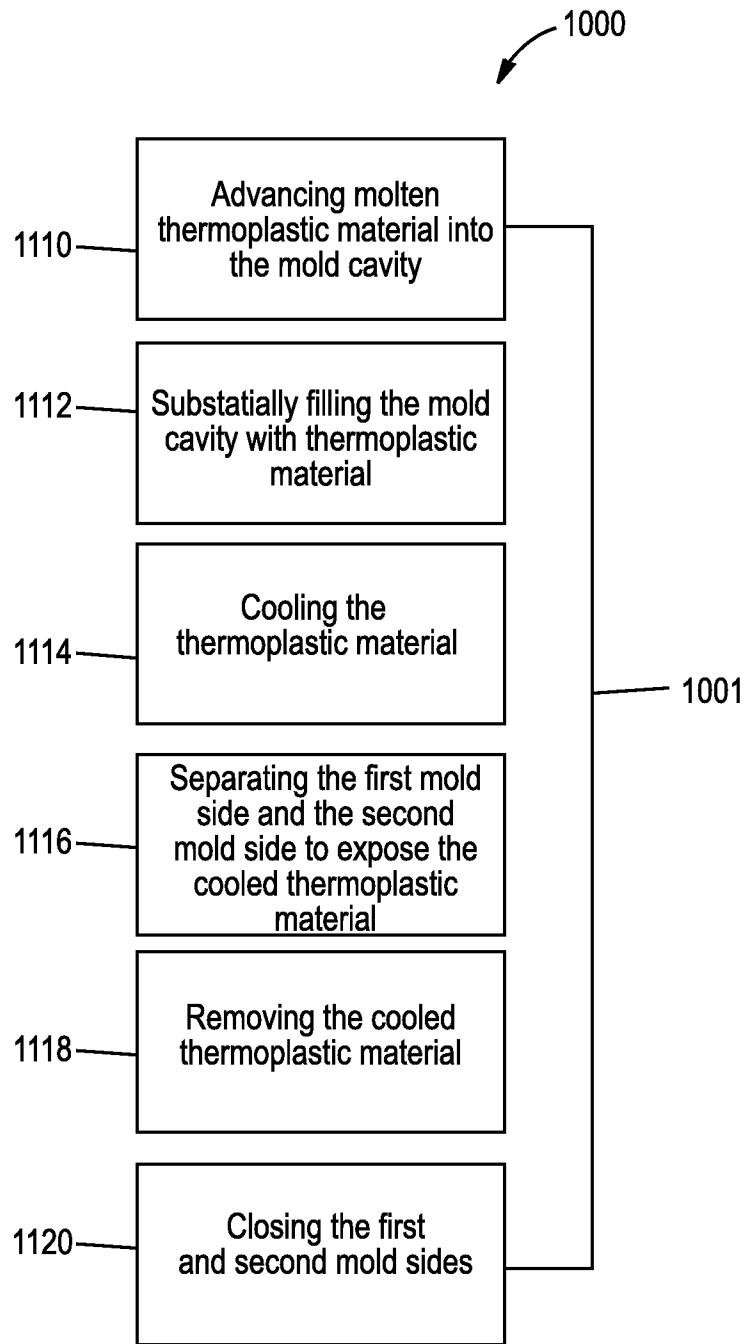 1000
Advancing molten
thermoplastic material into
the mold cavity
1110
Substatially filling the mold
cavity with thermoplastic
material
1112
Cooling the
thermoplastic material
1114
1001
Separating the first mold
side and the second
mold side to expose the
cooled thermoplastic
material
1116
Removing the cooled
thermoplastic material
1118
Closing the first
and second mold sides
1120